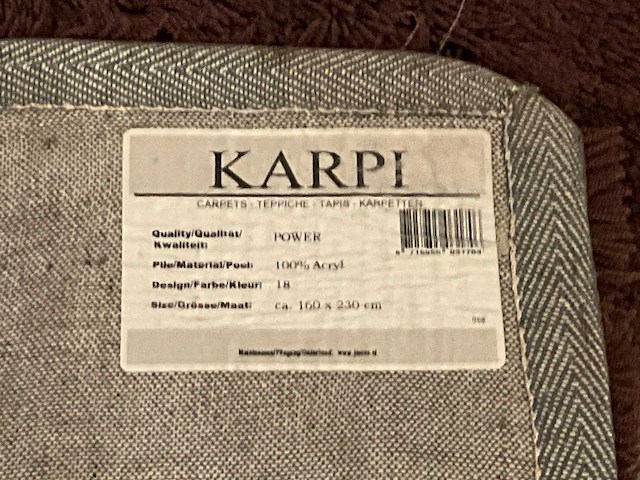 KARPI
CARPETS - TEPPICHE - TAPIS - KARPETTEN
Quality/Qualität/ Kwaliteit: POWER
Pile/Material/Pool: 100% Acryl
Design/Farbe/Kleur: 18
Size/Grösse/Maat: ca. 160 x 230 cm